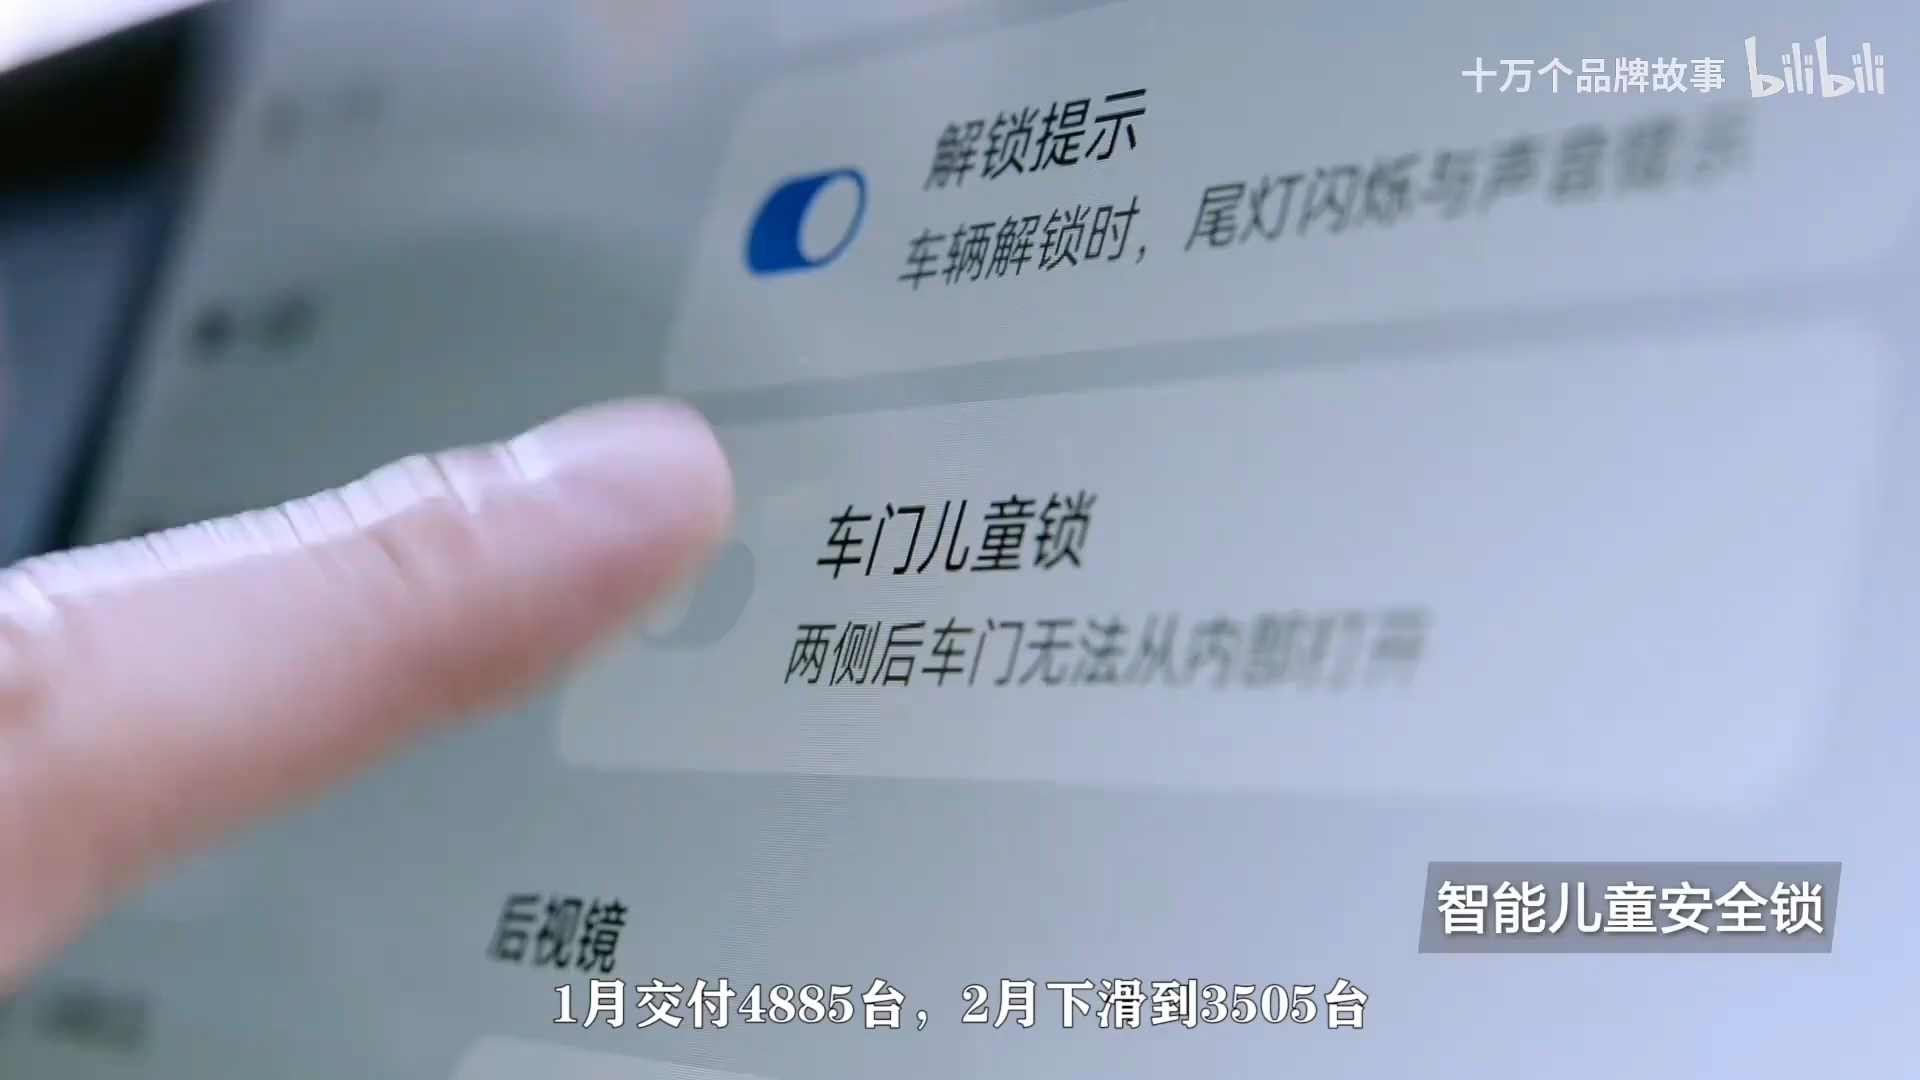 十万个品牌故事 bilibili
解锁提示
车辆解锁时，尾灯闪烁与声音提示
车门儿童锁
两侧后车门无法从内部打开
智能儿童安全锁
后视镜
1月交付4885台，2月下滑到3505台